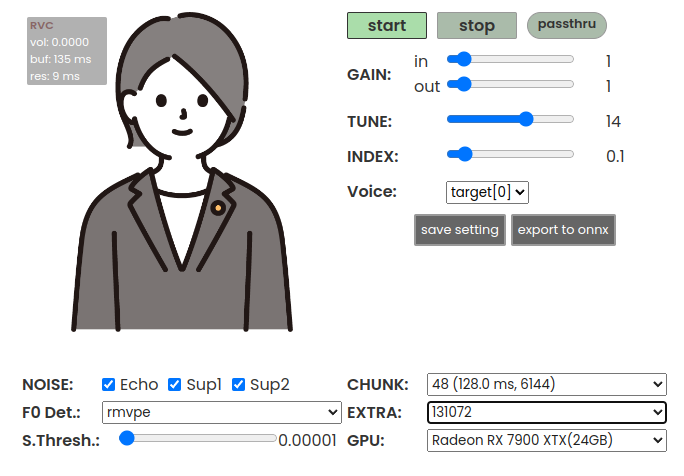 RVC
vol: 0.0000
buf: 135 ms
res: 9 ms
start stop passthru
GAIN: in 1
out 1
TUNE: 14
INDEX: 0.1
Voice: target[0]
save setting export to onnx
NOISE: Echo Sup1 Sup2 CHUNK: 48 (128.0 ms, 6144)
F0 Det.: rmvpe EXTRA: 131072
S.Thresh.: 0.00001 GPU: Radeon RX 7900 XTX(24GB)